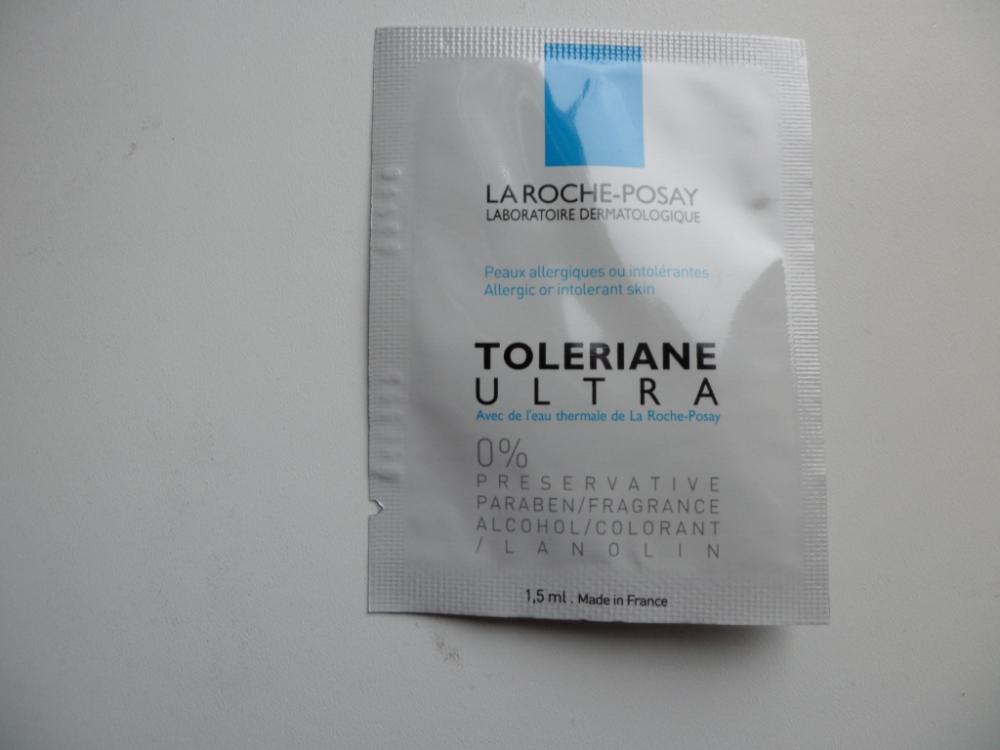 LA ROCHE-POSAY
LABORATOIRE DERMATOLOGIQUE
Peaux allergiques ou intolérantes
Allergic or intolerant skin
TOLERIANE
ULTRA
Avec de l'eau thermale de La Roche-Posay
0%
PRESERVATIVE
PARABEN/FRAGRANCE
ALCOHOL/COLORANT
/LANOLIN
1,5 ml . Made in France